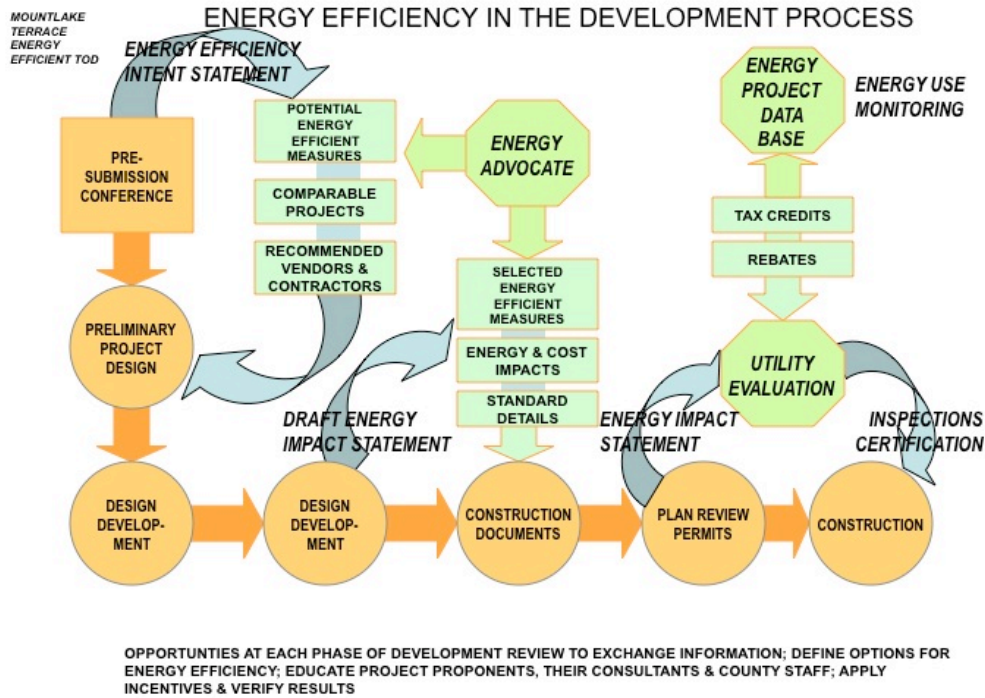 MOUNTLAKE
TERRACE
ENERGY
EFFICIENT TOD
ENERGY EFFICIENCY IN THE DEVELOPMENT PROCESS
ENERGY EFFICIENCY
INTENT STATEMENT
PRE-
SUBMISSION
CONFERENCE
POTENTIAL
ENERGY
EFFICIENT
MEASURES
COMPARABLE
PROJECTS
RECOMMENDED
VENDORS &
CONTRACTORS
ENERGY
ADVOCATE
ENERGY
PROJECT
DATA
BASE
ENERGY USE
MONITORING
TAX CREDITS
REBATES
SELECTED
ENERGY
EFFICIENT
MEASURES
ENERGY & COST
IMPACTS
STANDARD
DETAILS
PRELIMINARY
PROJECT
DESIGN
UTILITY
EVALUATION
DRAFT ENERGY
IMPACT STATEMENT
ENERGY IMPACT
STATEMENT
INSPECTIONS
CERTIFICATION
DESIGN
DEVELOP-
MENT
DESIGN
DEVELOP-
MENT
CONSTRUCTION
DOCUMENTS
PLAN REVIEW
PERMITS
CONSTRUCTION
OPPORTUNTIES AT EACH PHASE OF DEVELOPMENT REVIEW TO EXCHANGE INFORMATION; DEFINE OPTIONS FOR
ENERGY EFFICIENCY; EDUCATE PROJECT PROPONENTS, THEIR CONSULTANTS & COUNTY STAFF; APPLY
INCENTIVES & VERIFY RESULTS